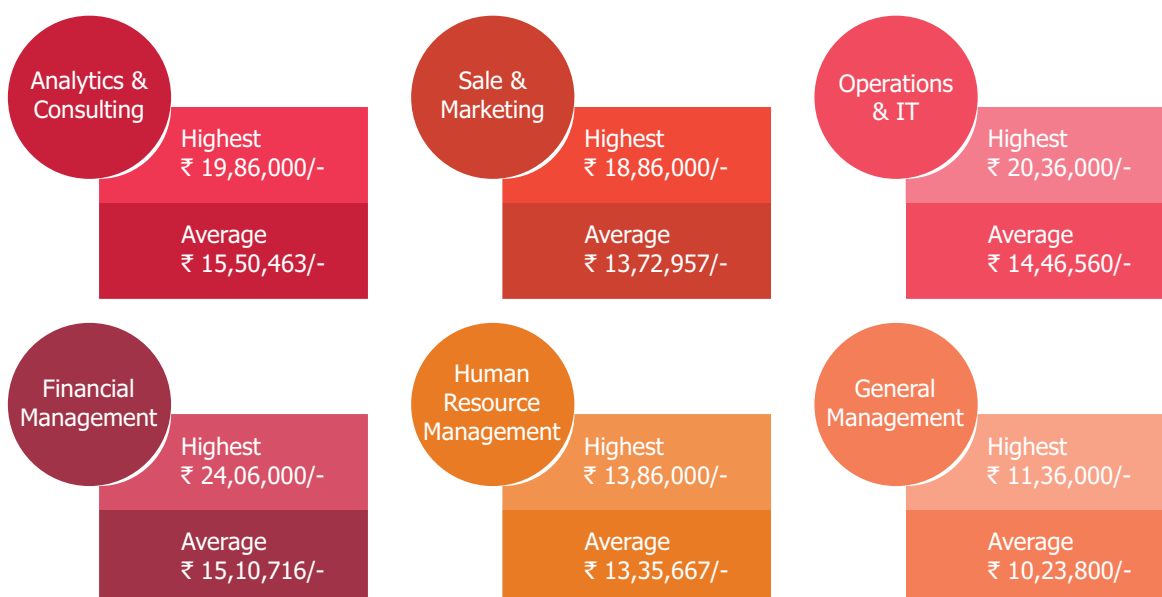 Analytics &
Consulting
Highest
₹ 19,86,000/-
Average
₹ 15,50,463/-
Sale &
Marketing
Highest
₹ 18,86,000/-
Average
₹ 13,72,957/-
Operations
& IT
Highest
₹ 20,36,000/-
Average
₹ 14,46,560/-
Financial
Management
Highest
₹ 24,06,000/-
Average
₹ 15,10,716/-
Human
Resource
Management
Highest
₹ 13,86,000/-
Average
₹ 13,35,667/-
General
Management
Highest
₹ 11,36,000/-
Average
₹ 10,23,800/-